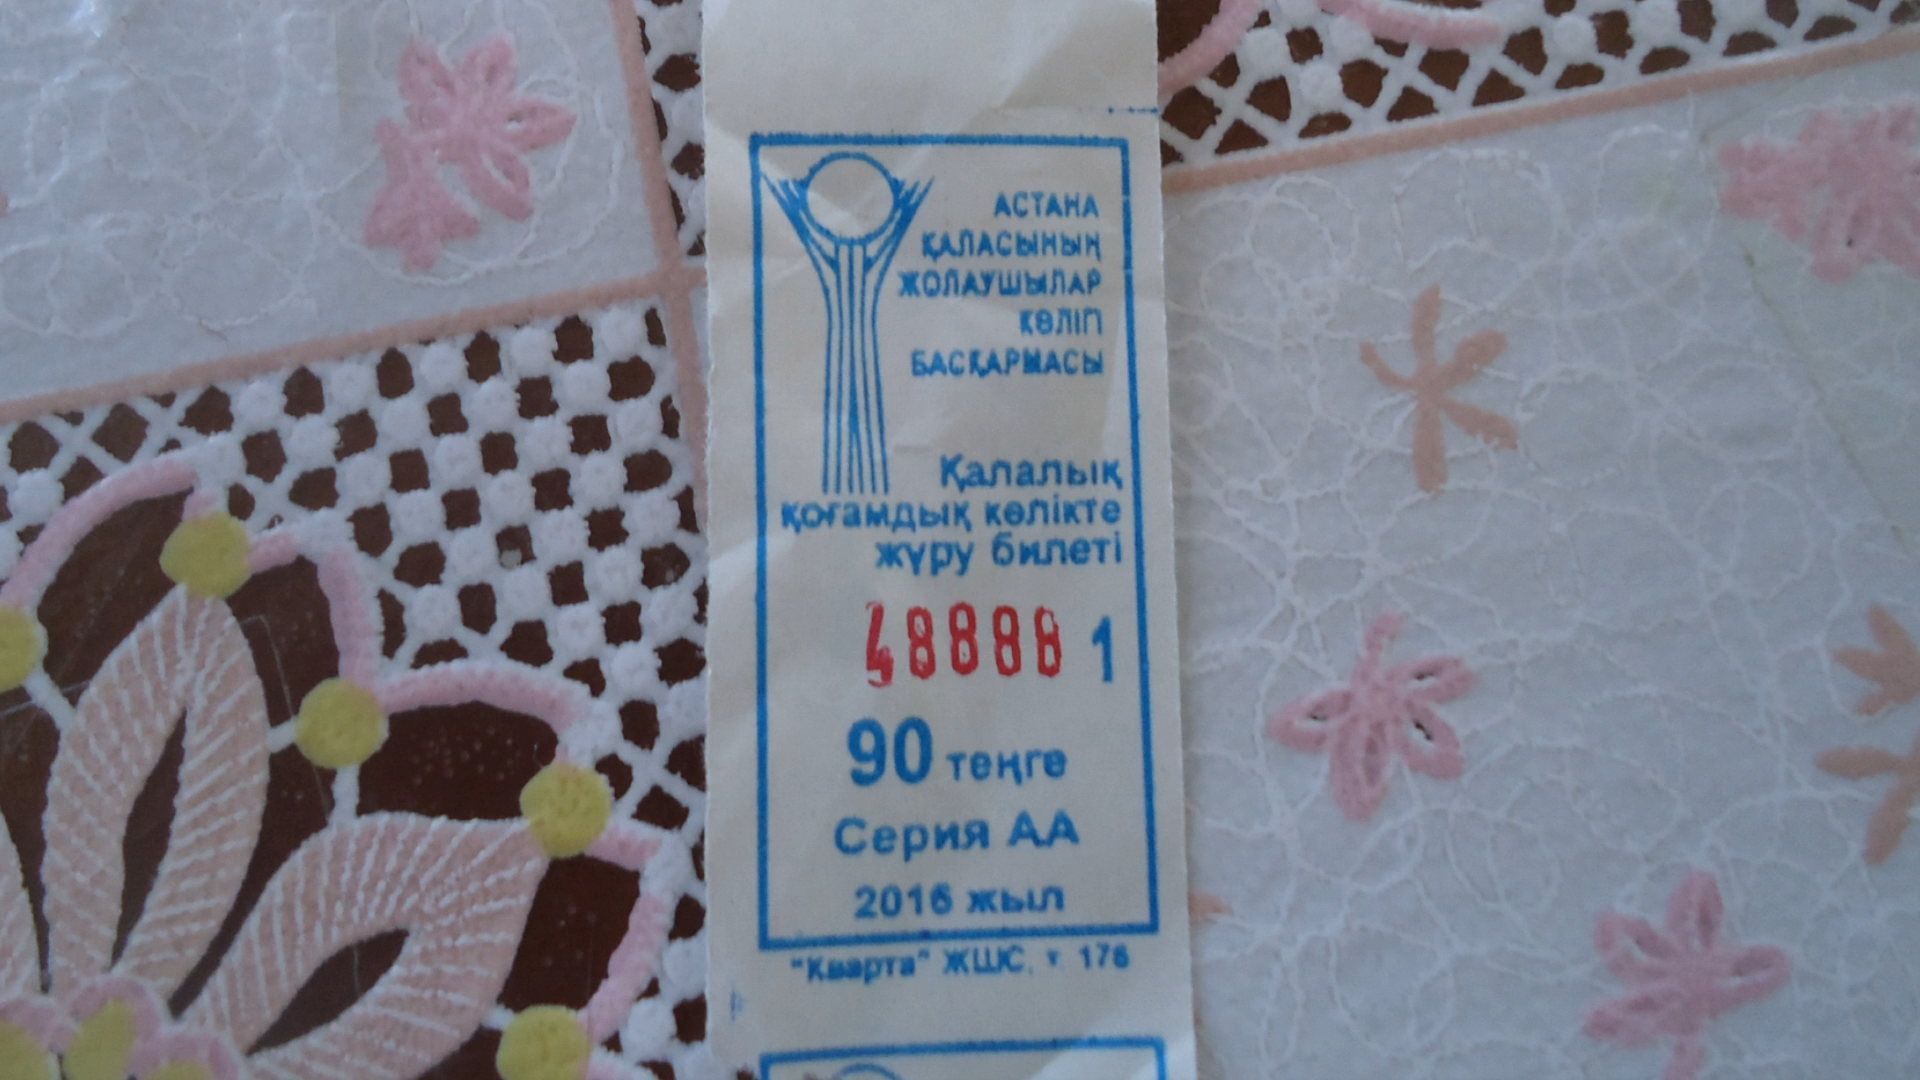 АСТАНА
ҚАЛАСЫНЫҢ
ЖОЛАУШЫЛАР
КӨЛІП
БАСҚАРМАСЫ
Қалалық
қоғамдық көлікте
жүру билеті
48888 1
90 теңге
Серия АА
2016 жыл
"Кварта" ЖШС, т. 176